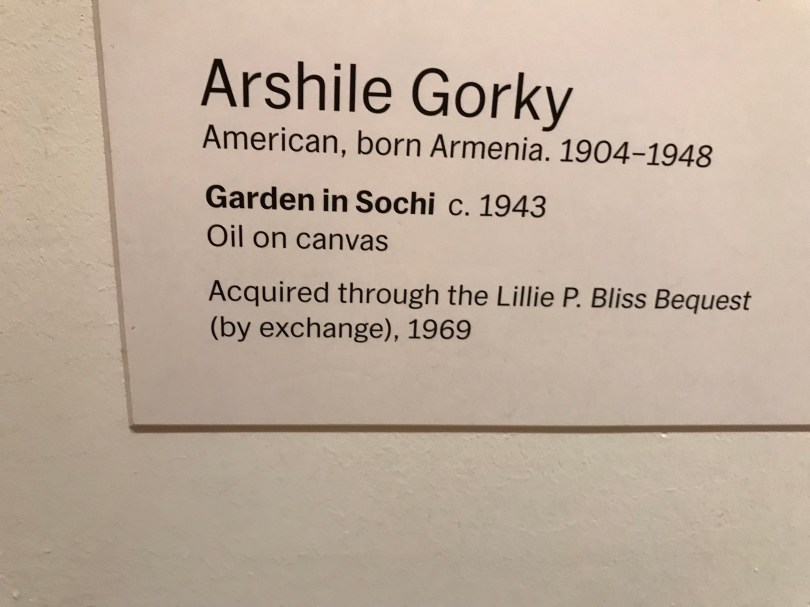 Arshile Gorky
American, born Armenia. 1904–1948
Garden in Sochi c. 1943
Oil on canvas
Acquired through the Lillie P. Bliss Bequest
(by exchange), 1969